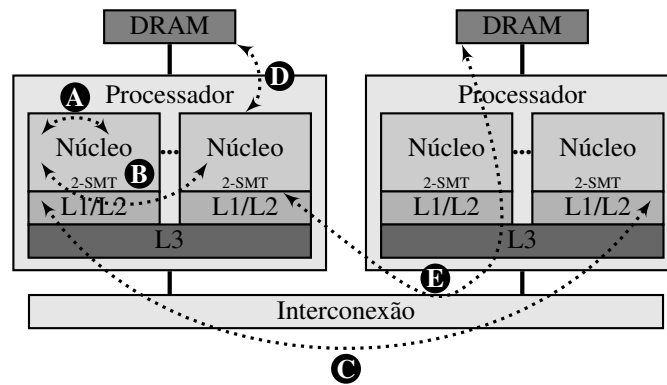 DRAM
DRAM
D
Processador
Processador
A
Núcleo
Núcleo
Núcleo
Núcleo
B
2-SMT
2-SMT
2-SMT
2-SMT
L1/L2
L1/L2
L1/L2
L1/L2
L3
L3
E
Interconexão
C